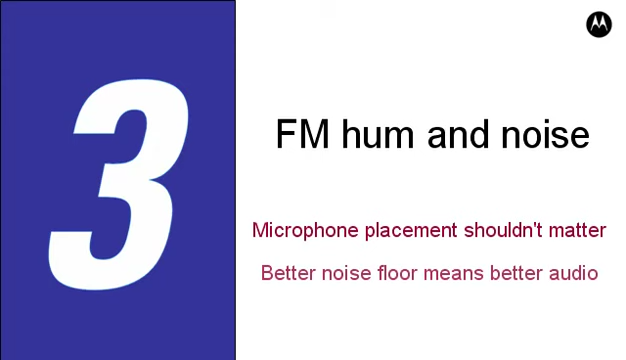 3
FM hum and noise
Microphone placement shouldn't matter
Better noise floor means better audio